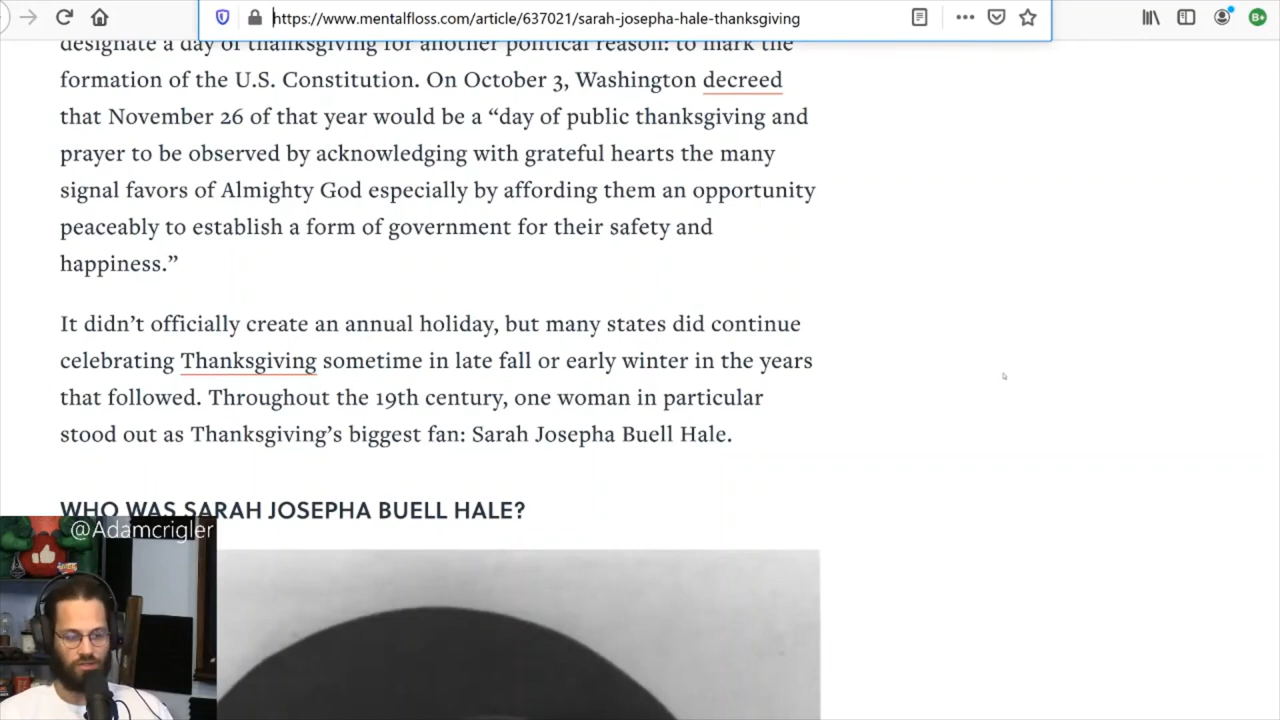 https://www.mentalfloss.com/article/637021/sarah-josepha-hale-thanksgiving
designate a day of thanksgiving for another political reason: to mark the
formation of the U.S. Constitution. On October 3, Washington decreed
that November 26 of that year would be a “day of public thanksgiving and
prayer to be observed by acknowledging with grateful hearts the many
signal favors of Almighty God especially by affording them an opportunity
peaceably to establish a form of government for their safety and
happiness.”
It didn’t officially create an annual holiday, but many states did continue
celebrating Thanksgiving sometime in late fall or early winter in the years
that followed. Throughout the 19th century, one woman in particular
stood out as Thanksgiving’s biggest fan: Sarah Josepha Buell Hale.
WHO WAS SARAH JOSEPHA BUELL HALE?
@Adamcrigler